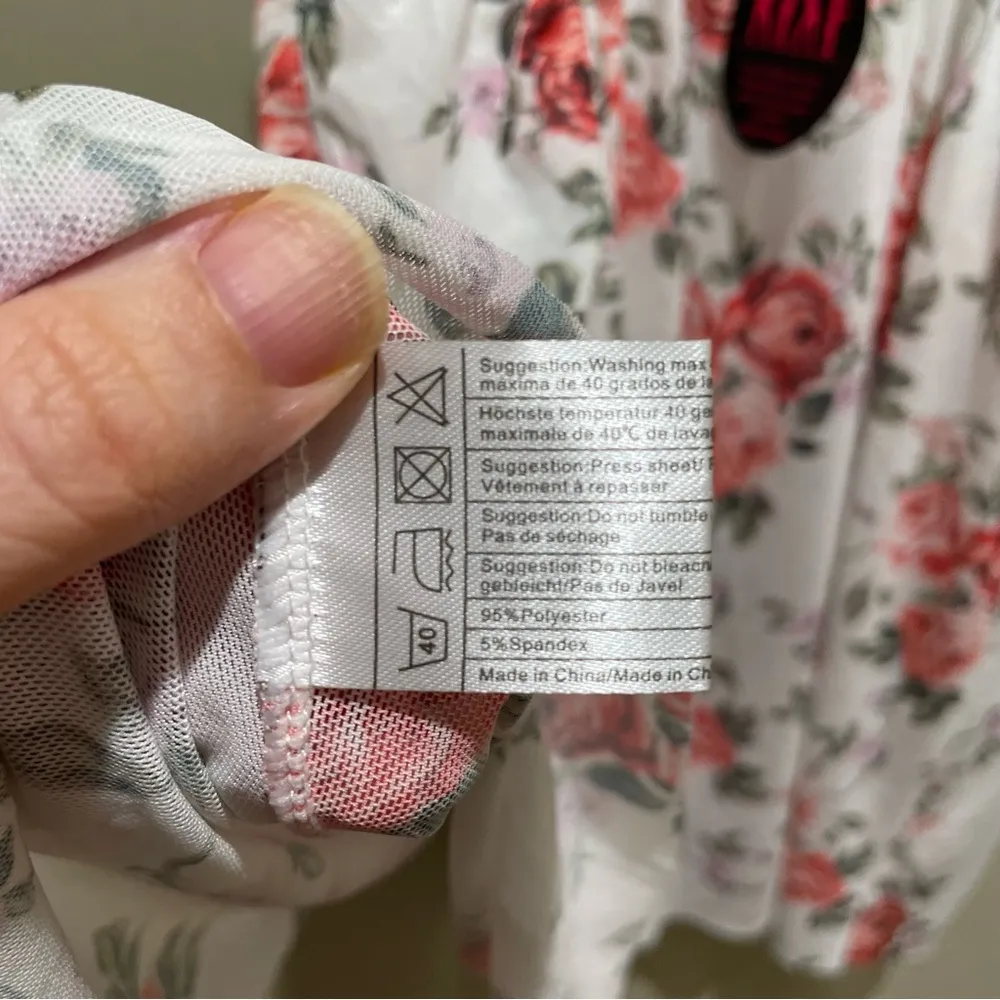 Suggestion:Washing max
máxima de 40 grados de la
Höchste temperatur 40 ge
maximale de 40℃ de lavag
Suggestion:Press sheet/
Vêtement à repasser
Suggestion:Do not tumble
Pas de séchage
Suggestion:Do not bleach
gebleicht/Pas de Javel
95%Polyester
5%Spandex
Made in China/Made in Ch
40